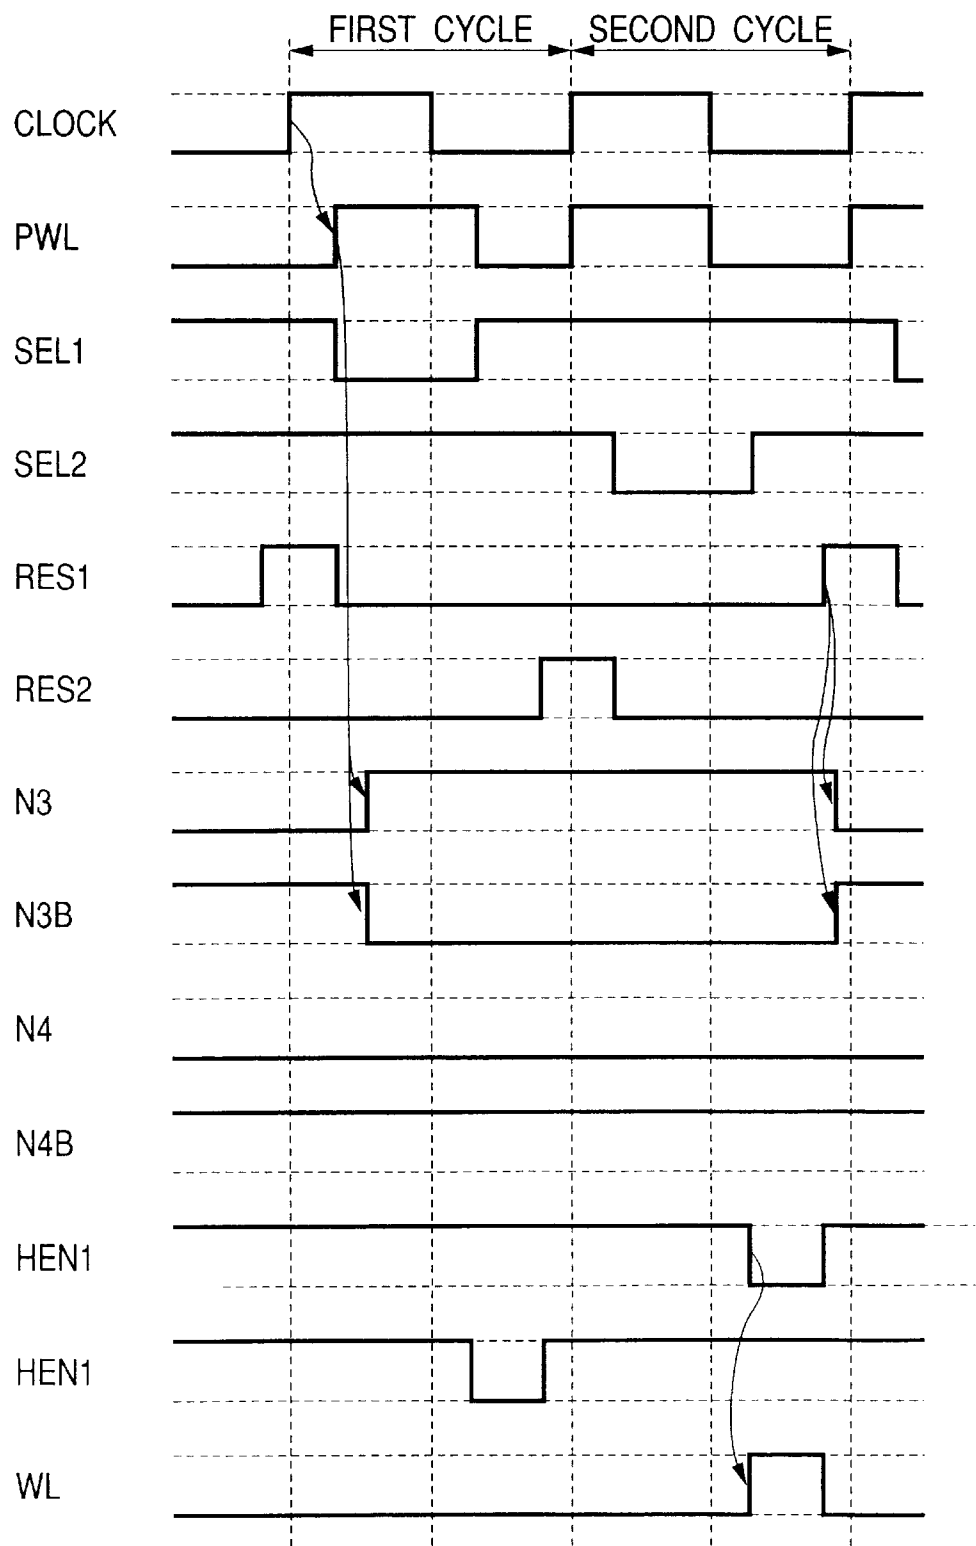 FIRST CYCLE
SECOND CYCLE
CLOCK
PWL
SEL1
SEL2
RES1
RES2
N3
N3B
N4
N4B
HEN1
HEN1
WL